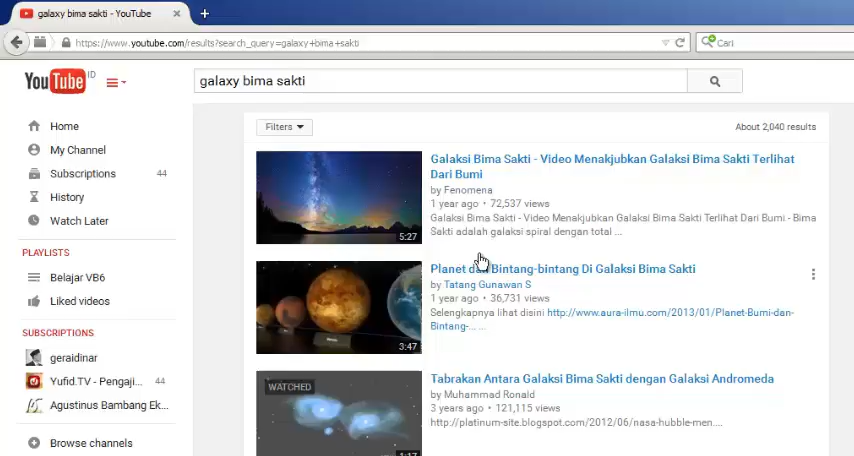 galaxy bima sakti - YouTube
https://www.youtube.com/results?search_query=galaxy+bima+sakti
Cari
YouTube ID
galaxy bima sakti
Home
My Channel
Subscriptions 44
History
Watch Later
PLAYLISTS
Belajar VB6
Liked videos
SUBSCRIPTIONS
geraidinar
Yufid.TV - Pengaji... 44
Agustinus Bambang Ek...
Browse channels
Filters
About 2,040 results
5:27
Galaksi Bima Sakti - Video Menakjubkan Galaksi Bima Sakti Terlihat
Dari Bumi
by Fenomena
1 year ago • 72,537 views
Galaksi Bima Sakti - Video Menakjubkan Galaksi Bima Sakti Terlihat Dari Bumi - Bima
Sakti adalah galaksi spiral dengan total ...
3:47
Planet dan Bintang-bintang Di Galaksi Bima Sakti
by Tatang Gunawan S
1 year ago • 36,731 views
Selengkapnya lihat disini http://www.aura-ilmu.com/2013/01/Planet-Bumi-dan-
Bintang-... ...
WATCHED
1:17
Tabrakan Antara Galaksi Bima Sakti dengan Galaksi Andromeda
by Muhammad Ronald
3 years ago • 121,115 views
http://platinum-site.blogspot.com/2012/06/nasa-hubble-men....